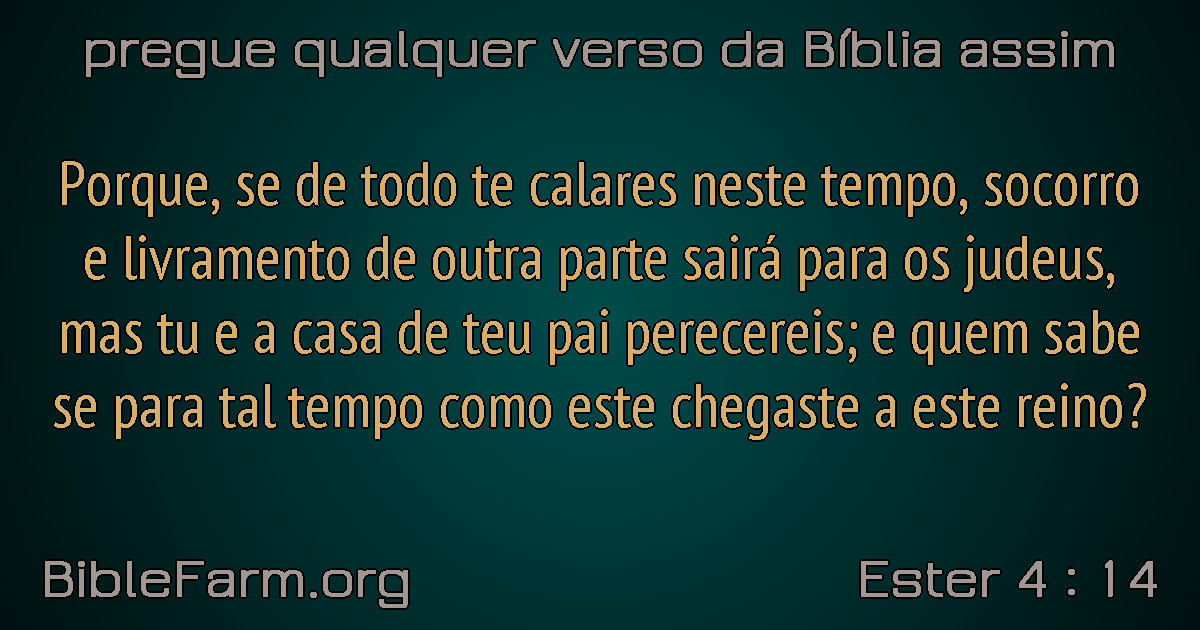 pregue qualquer verso da Bíblia assim
Porque, se de todo te calares neste tempo, socorro
e livramento de outra parte sairá para os judeus,
mas tu e a casa de teu pai perecereis; e quem sabe
se para tal tempo como este chegaste a este reino?
BibleFarm.org
Ester 4 : 14